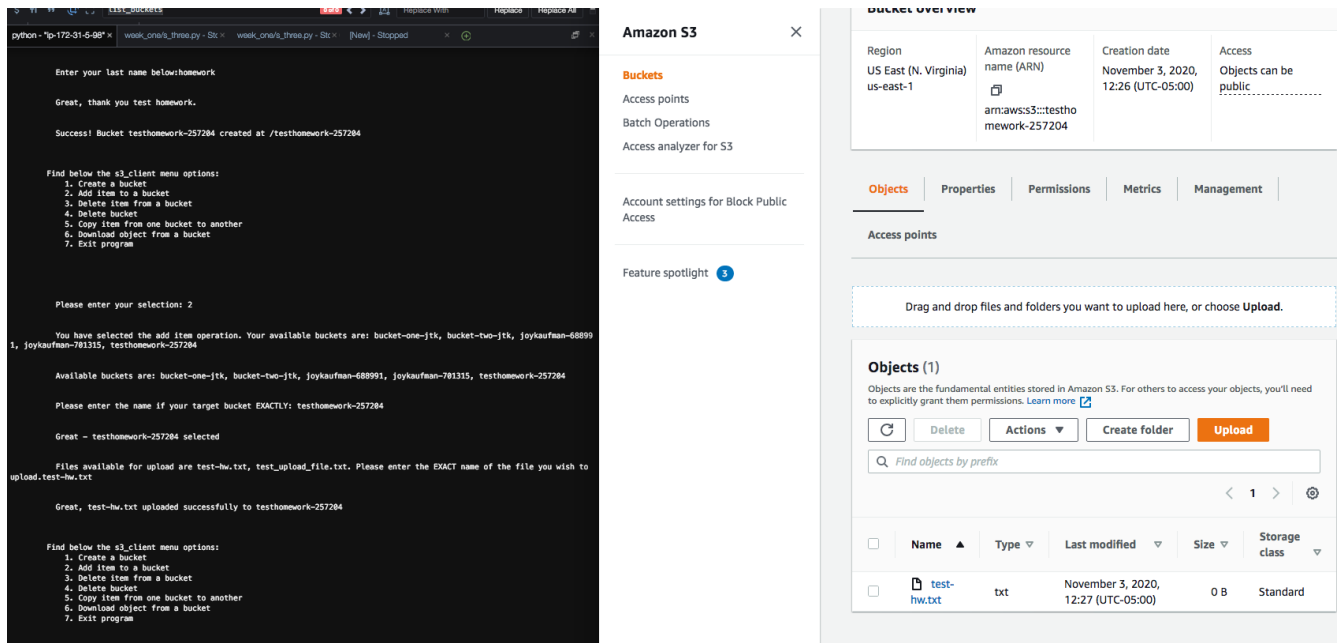 list_buckets
0 of 0
Replace With
Replace
Replace All
python - "ip-172-31-5-98" ×
week_one/s_three.py - Stc ×
week_one/s_three.py - Stc ×
[New] - Stopped ×
Enter your last name below:homework
Great, thank you test homework.
Success! Bucket testhomework-257204 created at /testhomework-257204
Find below the s3_client menu options:
1. Create a bucket
2. Add item to a bucket
3. Delete item from a bucket
4. Delete bucket
5. Copy item from one bucket to another
6. Download object from a bucket
7. Exit program
Please enter your selection: 2
You have selected the add item operation. Your available buckets are: bucket-one-jtk, bucket-two-jtk, joykaufman-68899
1, joykaufman-701315, testhomework-257204
Available buckets are: bucket-one-jtk, bucket-two-jtk, joykaufman-688991, joykaufman-701315, testhomework-257204
Please enter the name if your target bucket EXACTLY: testhomework-257204
Great - testhomework-257204 selected
Files available for upload are test-hw.txt, test_upload_file.txt. Please enter the EXACT name of the file you wish to
upload.test-hw.txt
Great, test-hw.txt uploaded successfully to testhomework-257204
Find below the s3_client menu options:
1. Create a bucket
2. Add item to a bucket
3. Delete item from a bucket
4. Delete bucket
5. Copy item from one bucket to another
6. Download object from a bucket
7. Exit program
Amazon S3
Buckets
Access points
Batch Operations
Access analyzer for S3
Account settings for Block Public
Access
Feature spotlight 3
Bucket overview
Region
US East (N. Virginia)
us-east-1
Amazon resource
name (ARN)
arn:aws:s3:::testho
mework-257204
Creation date
November 3, 2020,
12:26 (UTC-05:00)
Access
Objects can be
public
Objects
Properties
Permissions
Metrics
Management
Access points
Drag and drop files and folders you want to upload here, or choose Upload.
Objects (1)
Objects are the fundamental entities stored in Amazon S3. For others to access your objects, you'll need
to explicitly grant them permissions. Learn more
Delete
Actions
Create folder
Upload
Find objects by prefix
1
Name
Type
Last modified
Size
Storage
class
test-
hw.txt
txt
November 3, 2020,
12:27 (UTC-05:00)
0 B
Standard